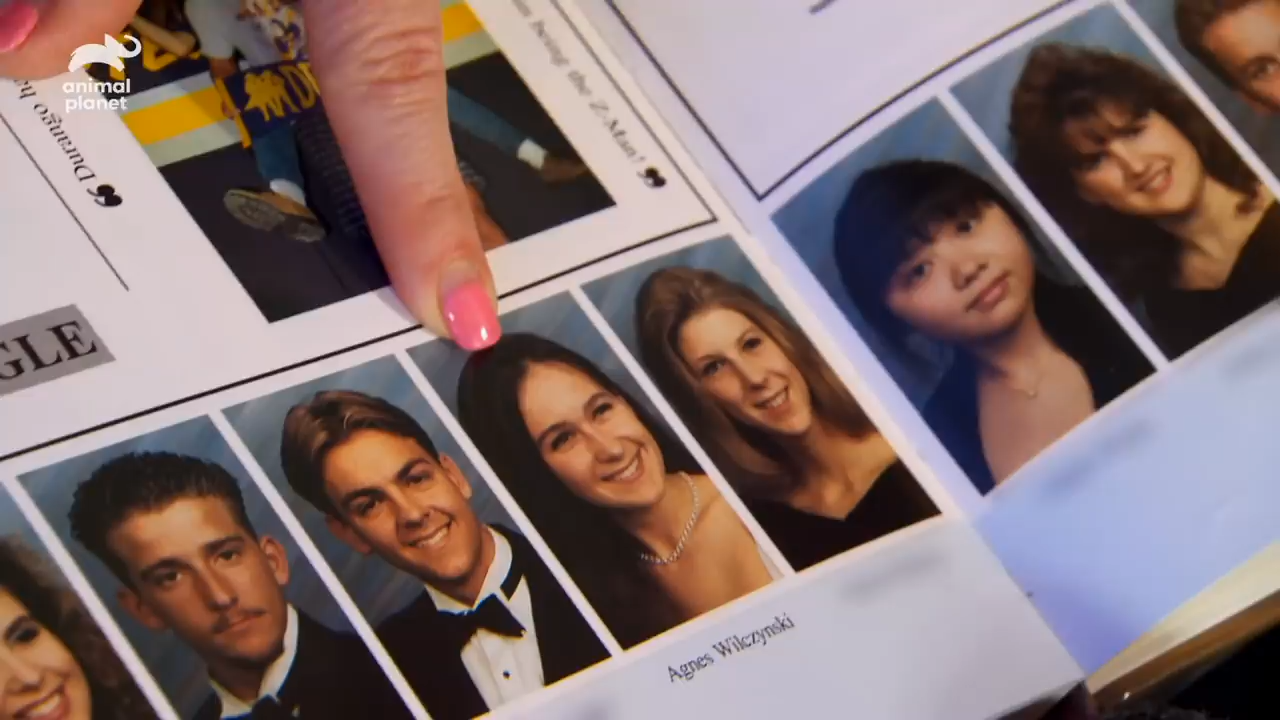 animal
planet
being the Z-Man!”
“Durango
GLE
Agnes Wilczynski